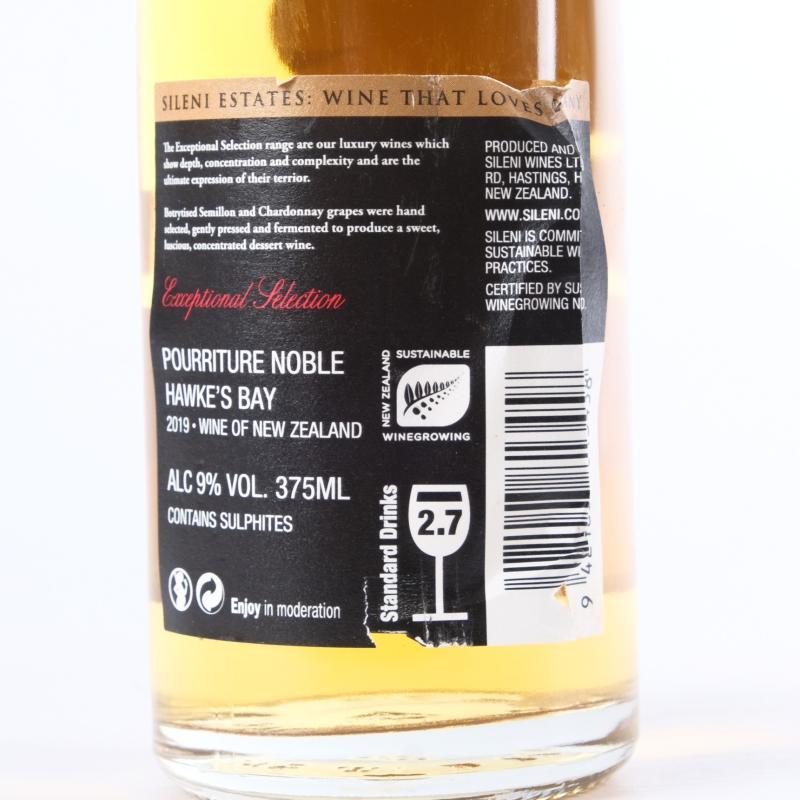 SILENI ESTATES: WINE THAT LOVES
The Exceptional Selection range are our luxury wines which
show depth, concentration and complexity and are the
ultimate expression of their terrior.
Botrytised Semillon and Chardonnay grapes were hand
selected, gently pressed and fermented to produce a sweet,
luscious, concentrated dessert wine.
Exceptional Selection
POURRITURE NOBLE
HAWKE'S BAY
2019 • WINE OF NEW ZEALAND
ALC 9% VOL. 375ML
CONTAINS SULPHITES
Enjoy in moderation
PRODUCED AND
SILENI WINES LT
RD, HASTINGS, H
NEW ZEALAND.
WWW.SILENI.CO
SILENI IS COMMIT
SUSTAINABLE WI
PRACTICES.
CERTIFIED BY SUS
WINEGROWING NZ
NEW ZEALAND
SUSTAINABLE
WINEGROWING
Standard Drinks
2.7